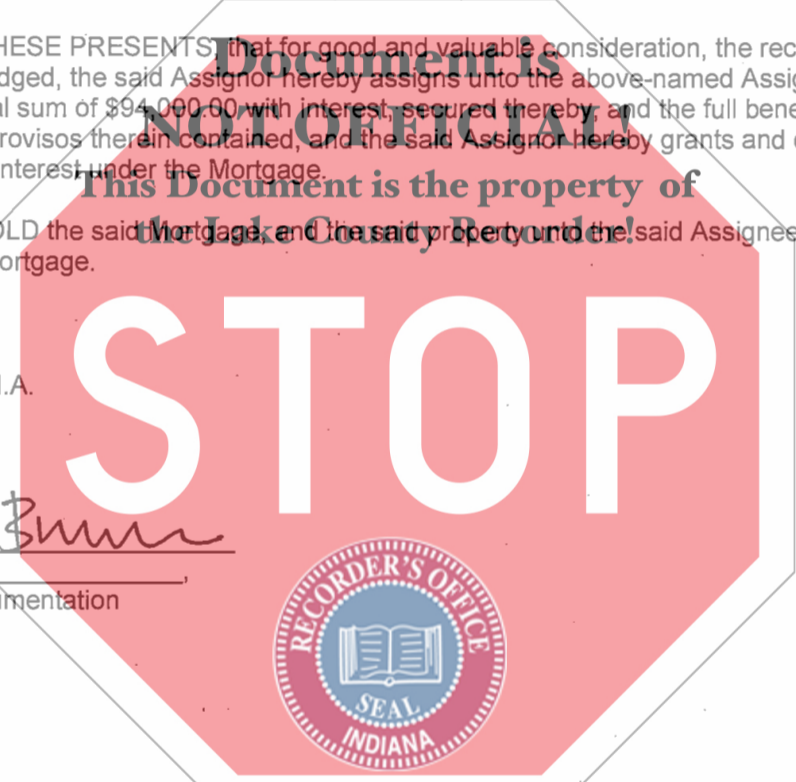 HESE PRESENTS, that for good and valuable consideration, the rec
dged, the said Assignor hereby assigns unto the above-named Assig
al sum of $94,000.00 with interest, secured thereby, and the full bene
rovisos therein contained, and the said Assignor hereby grants and
nterest under the Mortgage.
OLD the said Mortgage, and the said property unto the said Assignee
ortgage.
Document is
NOT OFFICIAL!
This Document is the property of
the Lake County Recorder!
STOP
I.A.
umentation
RECORDER'S OFFICE
SEAL
INDIANA